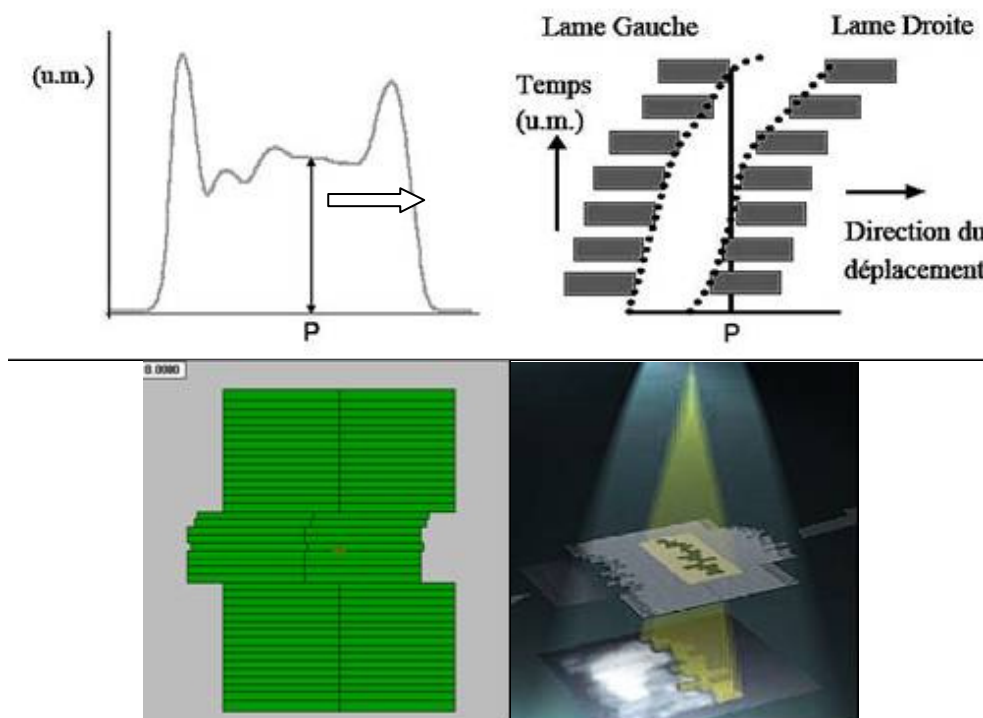 (u.m.)
P
Lame Gauche
Lame Droite
Temps
(u.m.)
Direction du
déplacement
P
0.0000